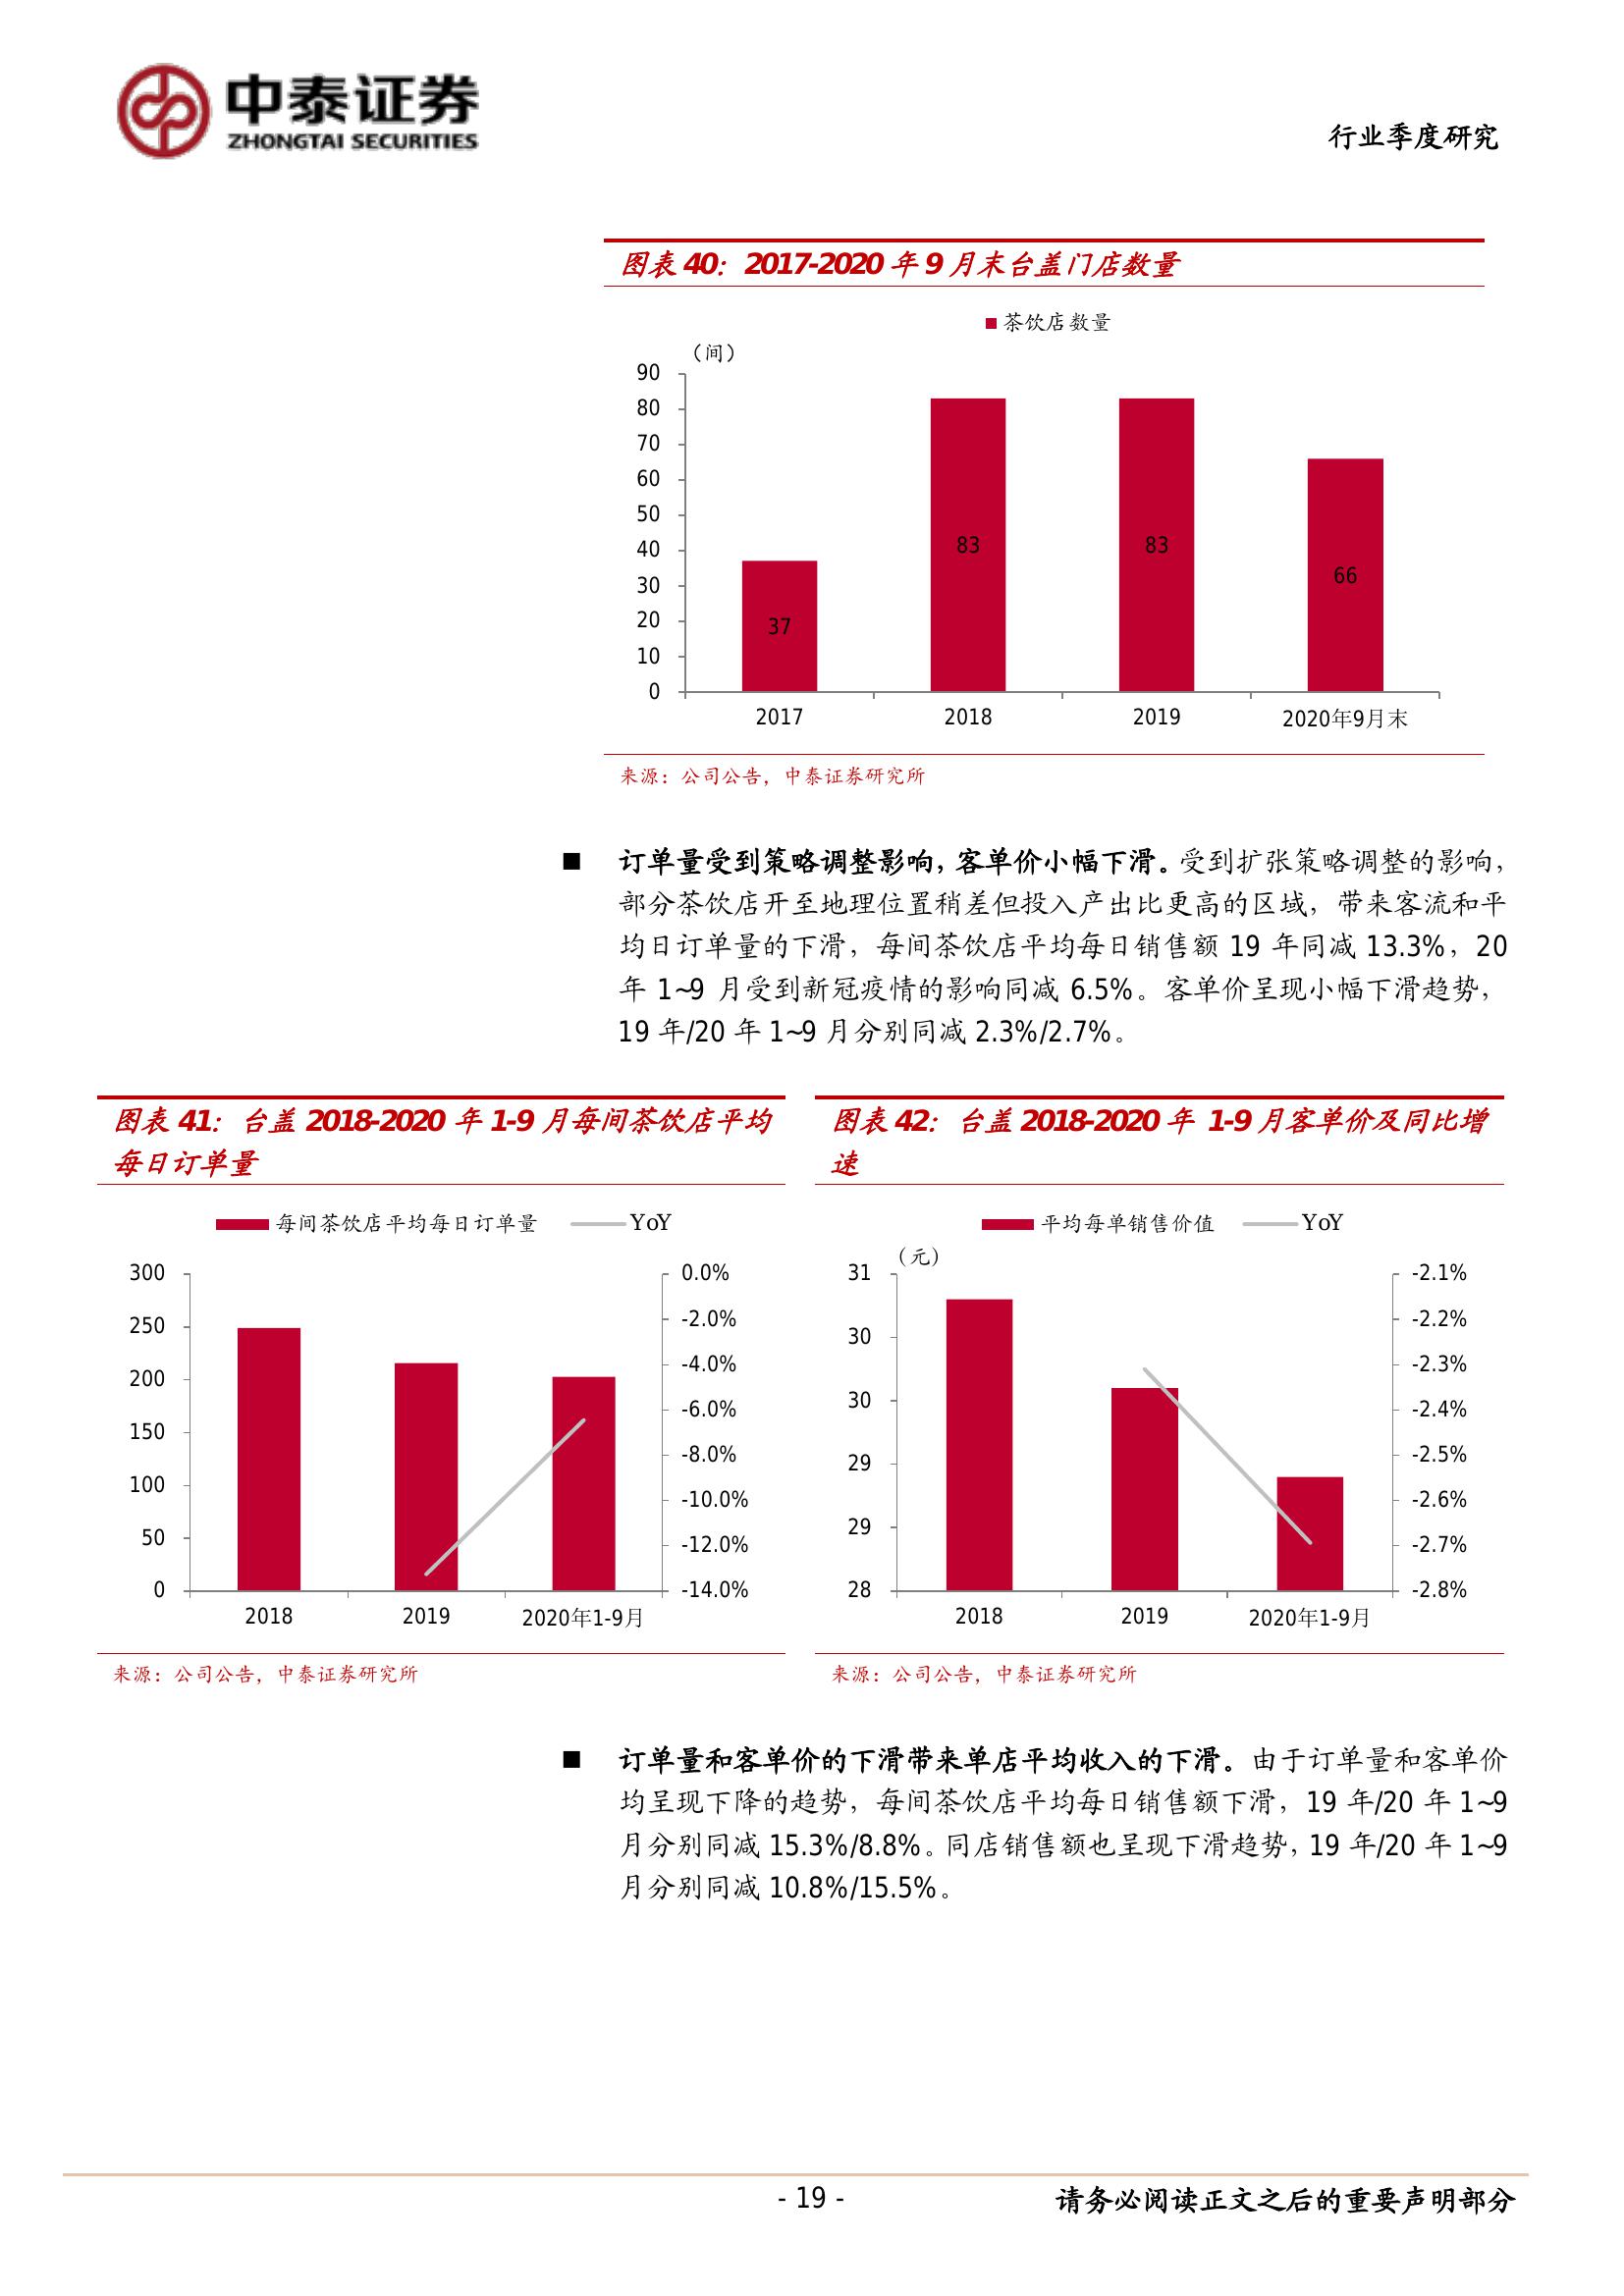 中泰证券
ZHONGTAI SECURITIES
行业季度研究
图表 40：2017-2020 年 9 月末台盖门店数量
茶饮店数量
（间）
90
80
70
60
50
40
30
20
10
0
37
83
83
66
2017
2018
2019
2020年9月末
来源：公司公告，中泰证券研究所
■ 订单量受到策略调整影响，客单价小幅下滑。受到扩张策略调整的影响，
部分茶饮店开至地理位置稍差但投入产出比更高的区域，带来客流和平
均日订单量的下滑，每间茶饮店平均每日销售额 19 年同减 13.3%，20
年 1~9 月受到新冠疫情的影响同减 6.5%。客单价呈现小幅下滑趋势，
19 年/20 年 1~9 月分别同减 2.3%/2.7%。
图表 41：台盖 2018-2020 年 1-9 月每间茶饮店平均
每日订单量
每间茶饮店平均每日订单量
YoY
300
250
200
150
100
50
0
0.0%
-2.0%
-4.0%
-6.0%
-8.0%
-10.0%
-12.0%
-14.0%
2018
2019
2020年1-9月
来源：公司公告，中泰证券研究所
图表 42：台盖 2018-2020 年 1-9 月客单价及同比增
速
平均每单销售价值
YoY
（元）
31
30
30
29
29
28
-2.1%
-2.2%
-2.3%
-2.4%
-2.5%
-2.6%
-2.7%
-2.8%
2018
2019
2020年1-9月
来源：公司公告，中泰证券研究所
■ 订单量和客单价的下滑带来单店平均收入的下滑。由于订单量和客单价
均呈现下降的趋势，每间茶饮店平均每日销售额下滑，19 年/20 年 1~9
月分别同减 15.3%/8.8%。同店销售额也呈现下滑趋势，19 年/20 年 1~9
月分别同减 10.8%/15.5%。
- 19 -
请务必阅读正文之后的重要声明部分